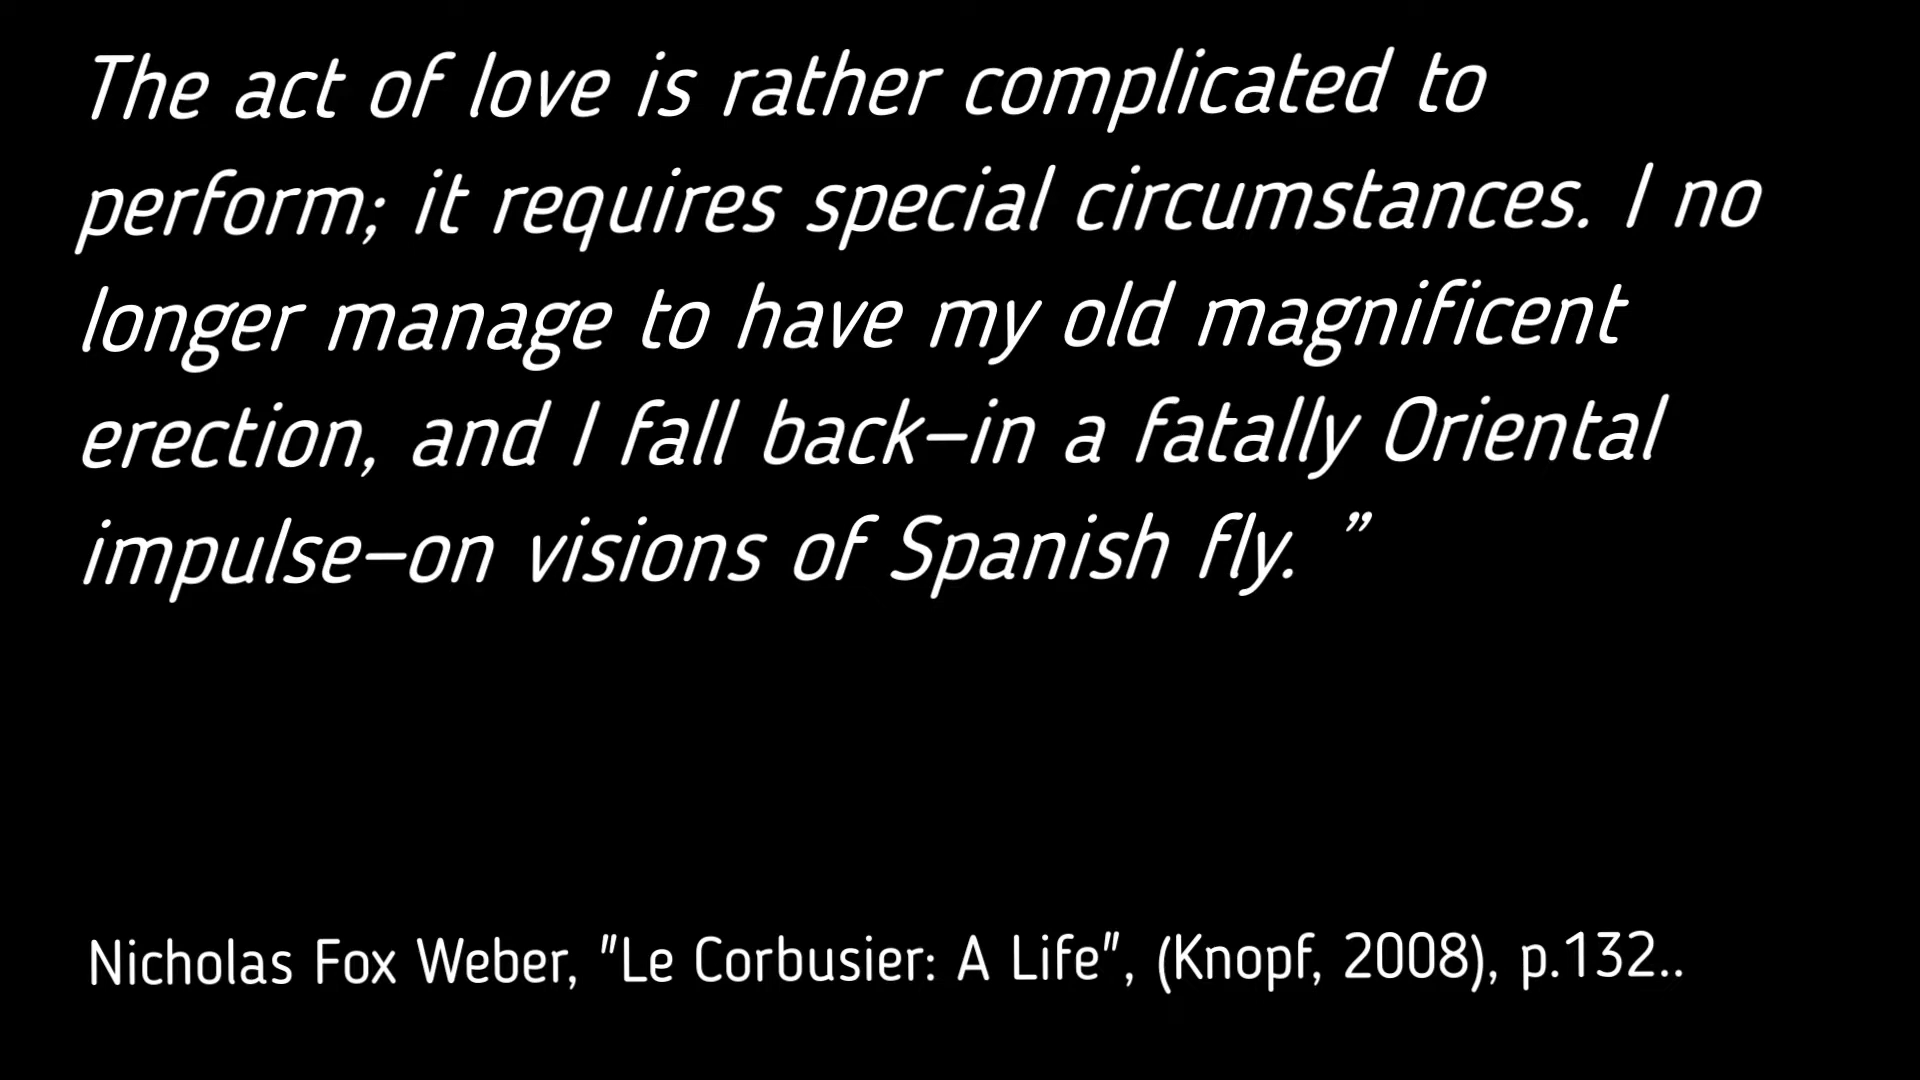 The act of love is rather complicated to
perform; it requires special circumstances. I no
longer manage to have my old magnificent
erection, and I fall back–in a fatally Oriental
impulse–on visions of Spanish fly. ”
Nicholas Fox Weber, "Le Corbusier: A Life", (Knopf, 2008), p.132..